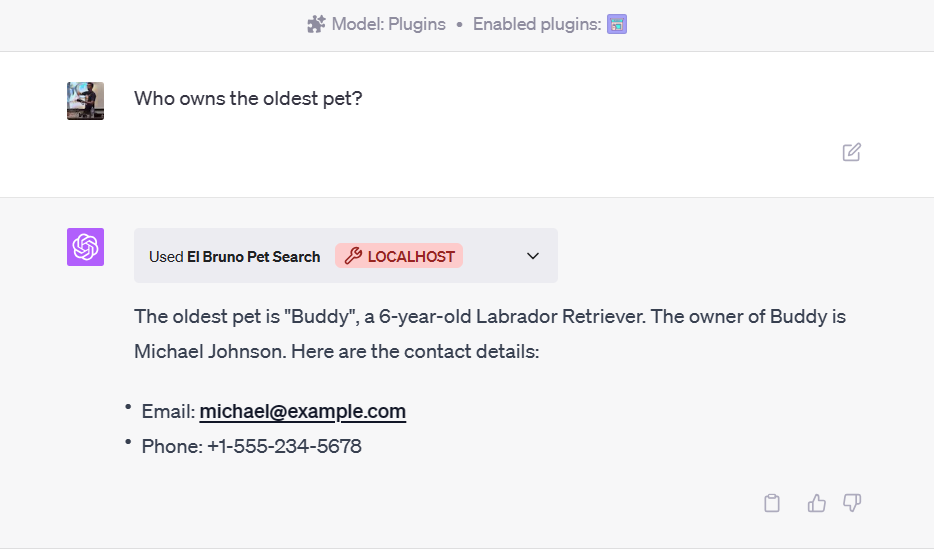 Model: Plugins • Enabled plugins:
Who owns the oldest pet?
Used El Bruno Pet Search LOCALHOST
The oldest pet is "Buddy", a 6-year-old Labrador Retriever. The owner of Buddy is
Michael Johnson. Here are the contact details:
• Email: michael@example.com
• Phone: +1-555-234-5678